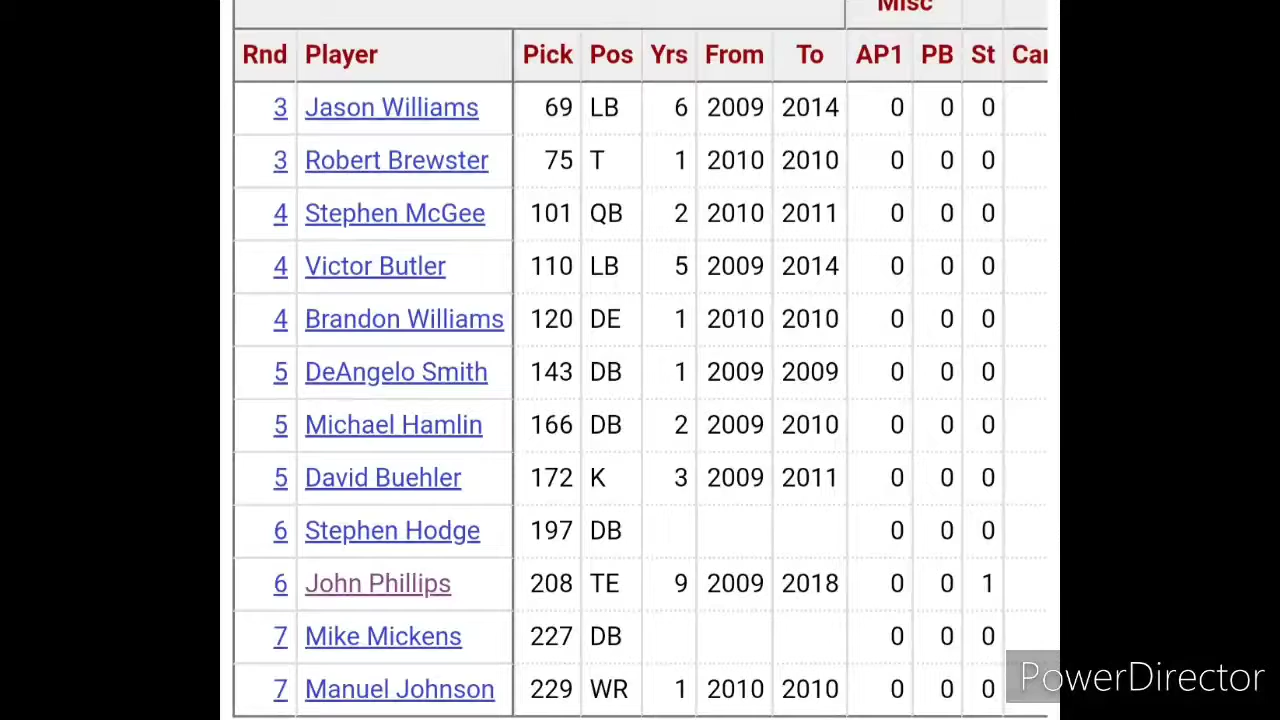 Misc
Rnd Player Pick Pos Yrs From To AP1 PB St Car
3 Jason Williams 69 LB 6 2009 2014 0 0 0
3 Robert Brewster 75 T 1 2010 2010 0 0 0
4 Stephen McGee 101 QB 2 2010 2011 0 0 0
4 Victor Butler 110 LB 5 2009 2014 0 0 0
4 Brandon Williams 120 DE 1 2010 2010 0 0 0
5 DeAngelo Smith 143 DB 1 2009 2009 0 0 0
5 Michael Hamlin 166 DB 2 2009 2010 0 0 0
5 David Buehler 172 K 3 2009 2011 0 0 0
6 Stephen Hodge 197 DB 0 0 0
6 John Phillips 208 TE 9 2009 2018 0 0 1
7 Mike Mickens 227 DB 0 0 0
7 Manuel Johnson 229 WR 1 2010 2010 0 0 0
PowerDirector